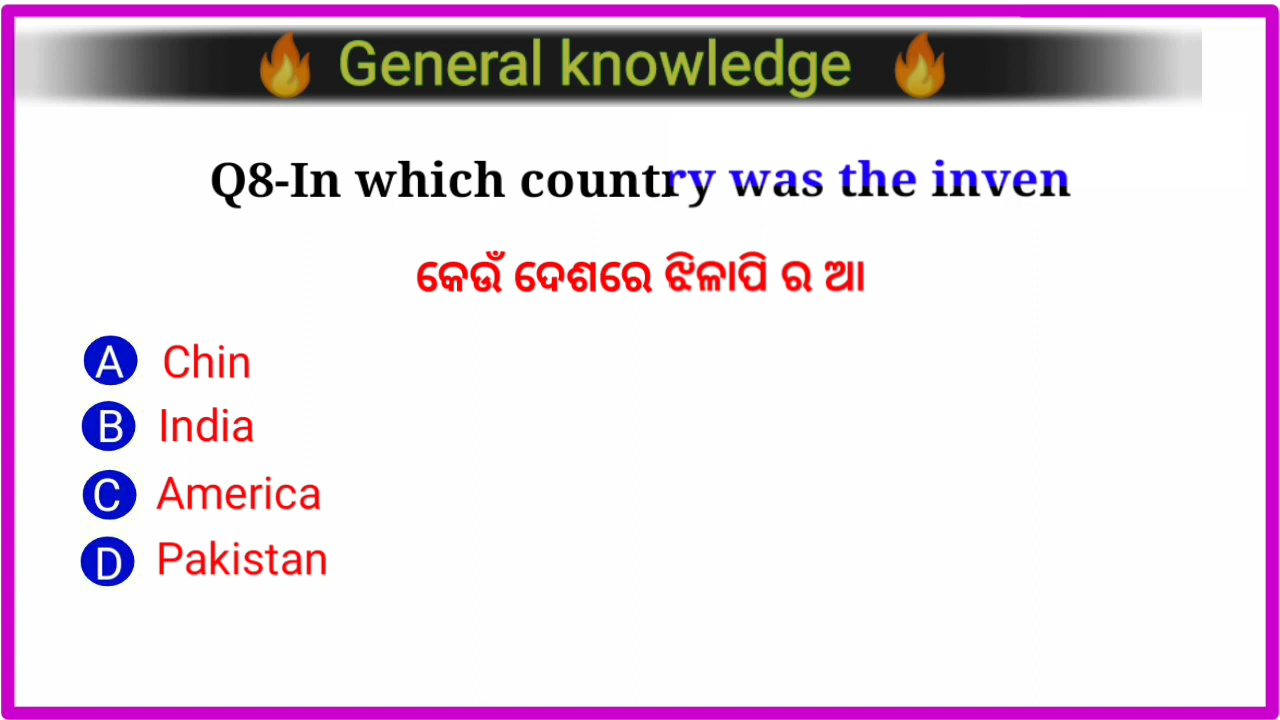 🔥 General knowledge 🔥
Q8-In which country was the inven
କେଉଁ ଦେଶରେ ଝିଳାପି ର ଆ
A Chin
B India
C America
D Pakistan